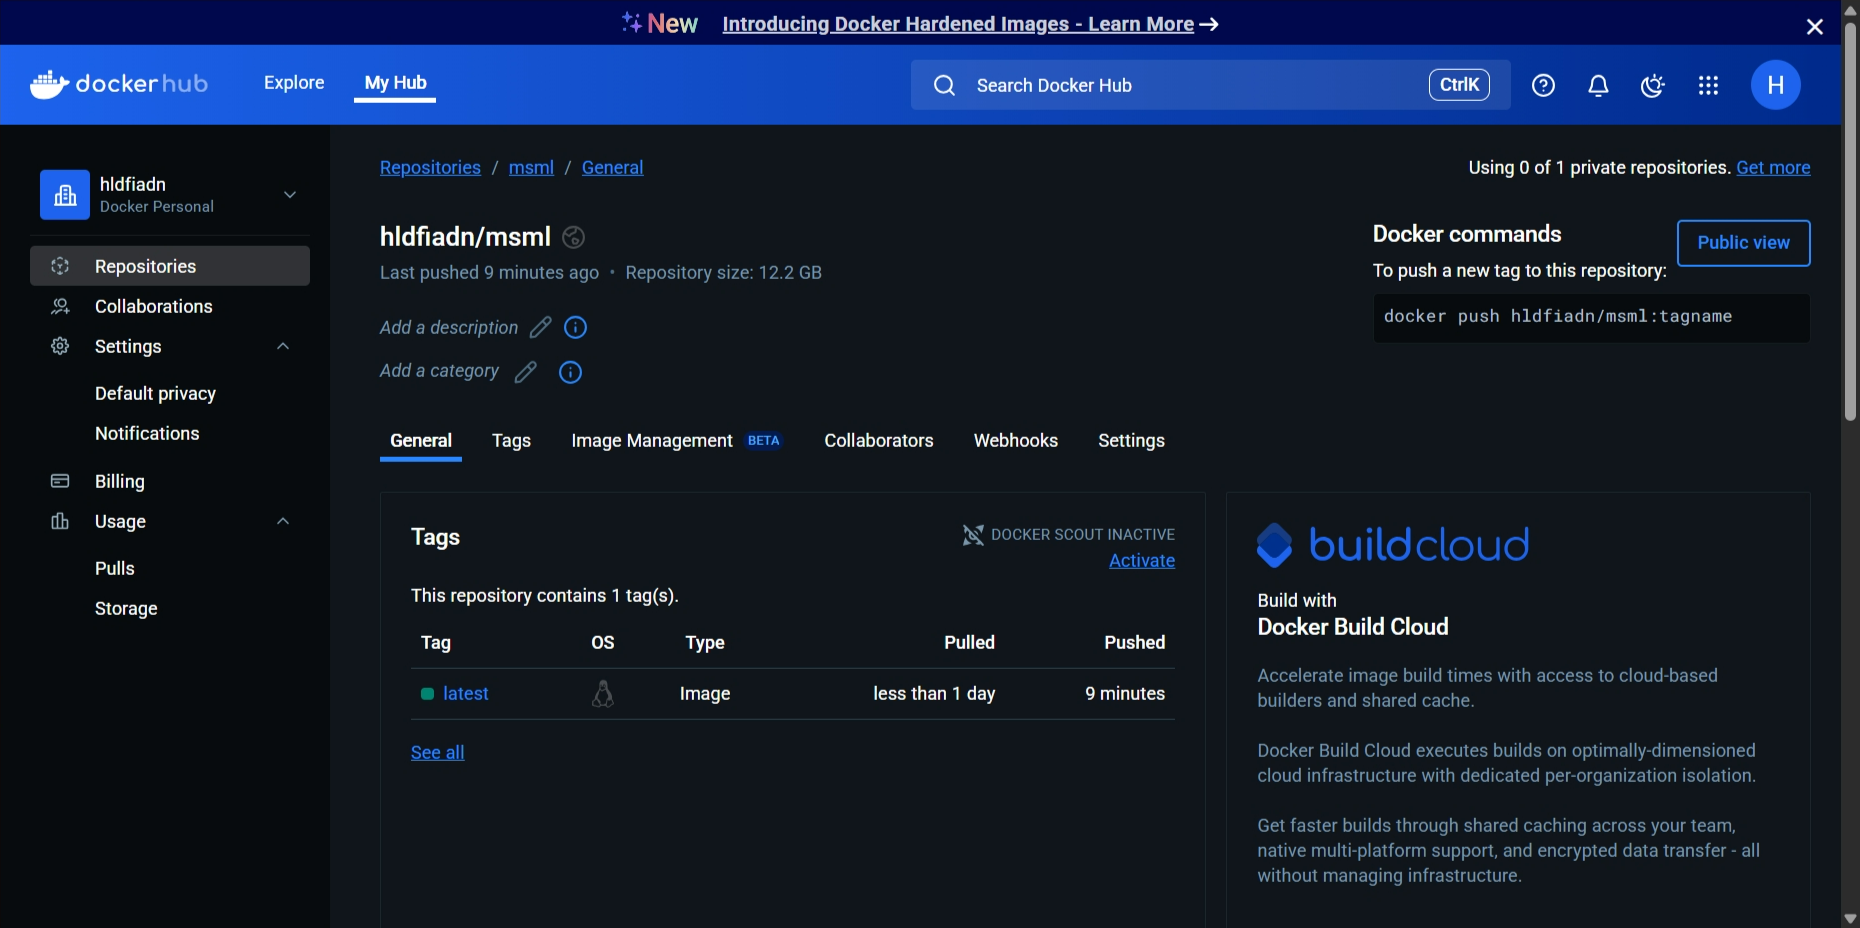 New Introducing Docker Hardened Images - Learn More
dockerhub Explore My Hub Search Docker Hub CtrlK H
hldfiadn
Docker Personal
Repositories
Collaborations
Settings
Default privacy
Notifications
Billing
Usage
Pulls
Storage
Repositories / msml / General
Using 0 of 1 private repositories. Get more
hldfiadn/msml
Last pushed 9 minutes ago • Repository size: 12.2 GB
Add a description
Add a category
Docker commands
Public view
To push a new tag to this repository:
docker push hldfiadn/msml:tagname
General Tags Image Management BETA Collaborators Webhooks Settings
Tags
DOCKER SCOUT INACTIVE
Activate
This repository contains 1 tag(s).
Tag OS Type Pulled Pushed
latest Image less than 1 day 9 minutes
See all
buildcloud
Build with
Docker Build Cloud
Accelerate image build times with access to cloud-based
builders and shared cache.
Docker Build Cloud executes builds on optimally-dimensioned
cloud infrastructure with dedicated per-organization isolation.
Get faster builds through shared caching across your team,
native multi-platform support, and encrypted data transfer - all
without managing infrastructure.